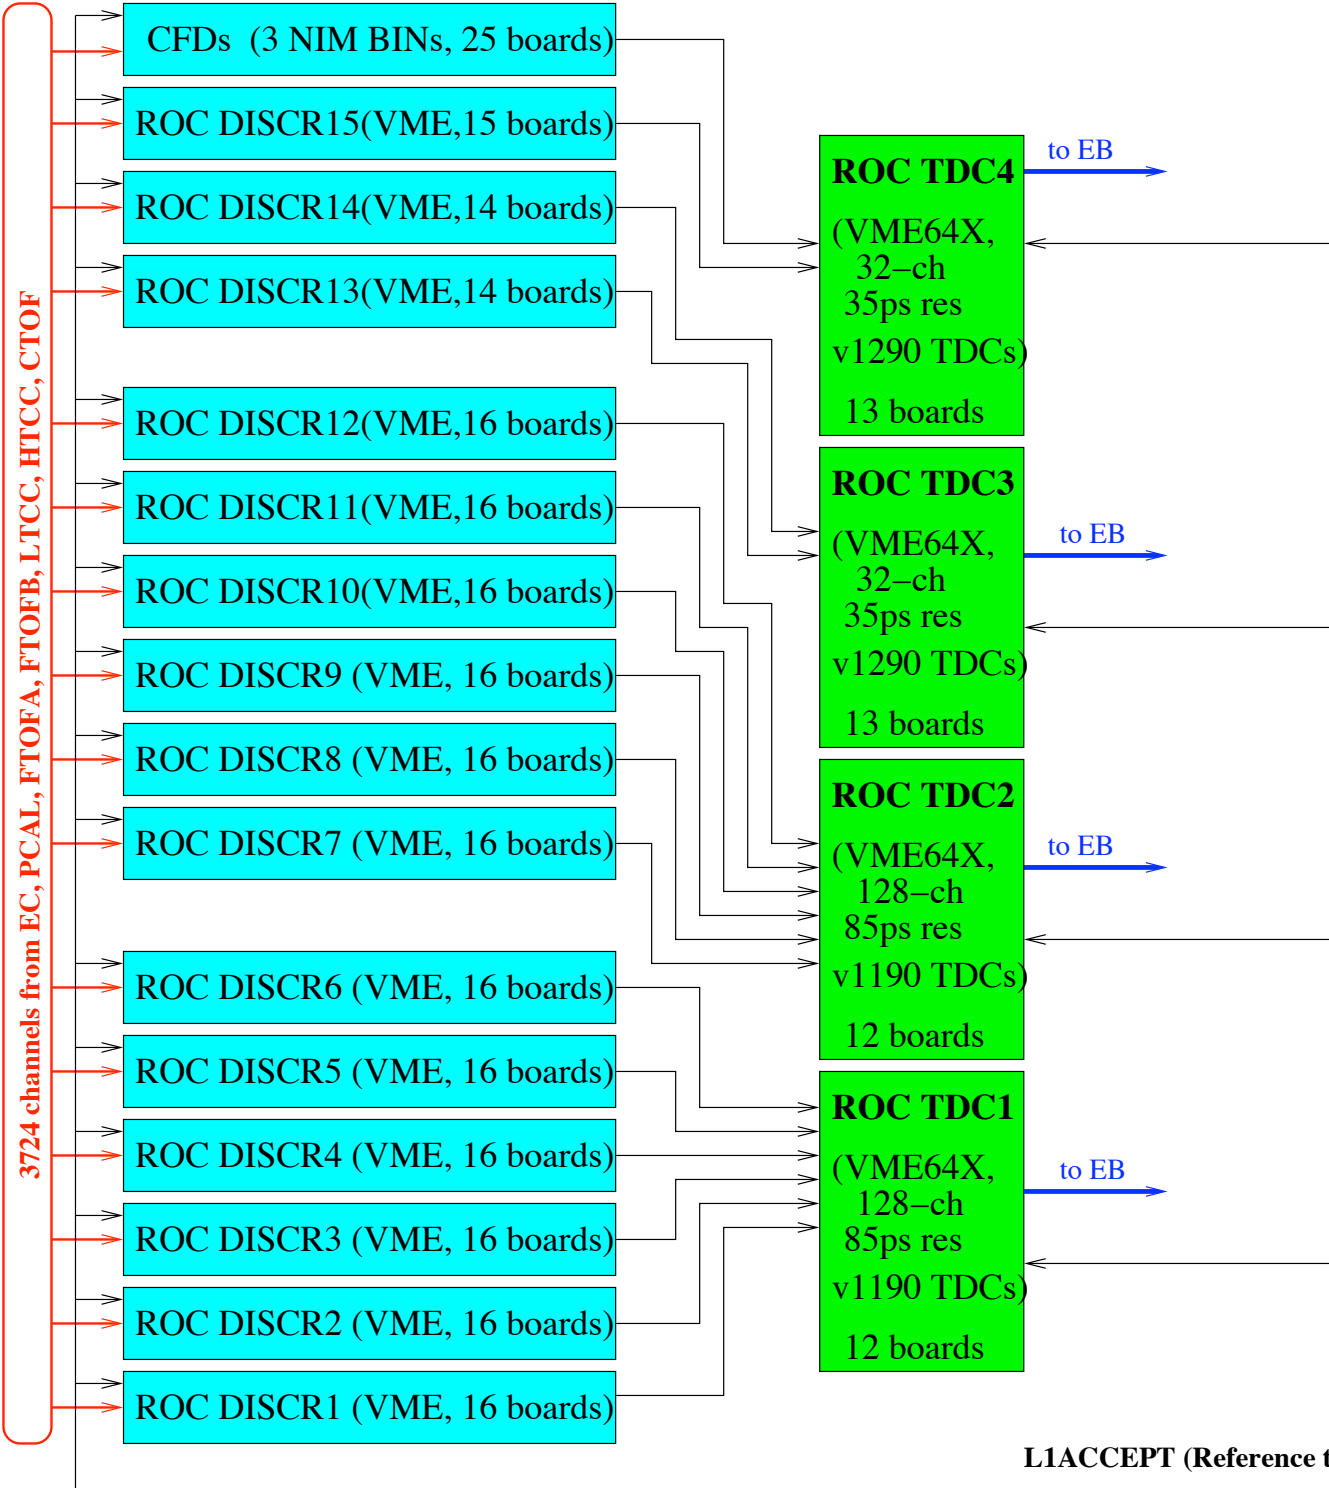 3724 channels from EC, PCAL, FTOFA, FTOFB, LTCC, HTCC, CTOF
CFDs (3 NIM BINs, 25 boards)
ROC DISCR15(VME,15 boards)
ROC DISCR14(VME,14 boards)
ROC DISCR13(VME,14 boards)
ROC DISCR12(VME,16 boards)
ROC DISCR11(VME,16 boards)
ROC DISCR10(VME,16 boards)
ROC DISCR9 (VME, 16 boards)
ROC DISCR8 (VME, 16 boards)
ROC DISCR7 (VME, 16 boards)
ROC DISCR6 (VME, 16 boards)
ROC DISCR5 (VME, 16 boards)
ROC DISCR4 (VME, 16 boards)
ROC DISCR3 (VME, 16 boards)
ROC DISCR2 (VME, 16 boards)
ROC DISCR1 (VME, 16 boards)
ROC TDC4
(VME64X,
32−ch
35ps res
v1290 TDCs)
13 boards
to EB
ROC TDC3
(VME64X,
32−ch
35ps res
v1290 TDCs)
13 boards
to EB
ROC TDC2
(VME64X,
128−ch
85ps res
v1190 TDCs)
12 boards
to EB
ROC TDC1
(VME64X,
128−ch
85ps res
v1190 TDCs)
12 boards
to EB
L1ACCEPT (Reference